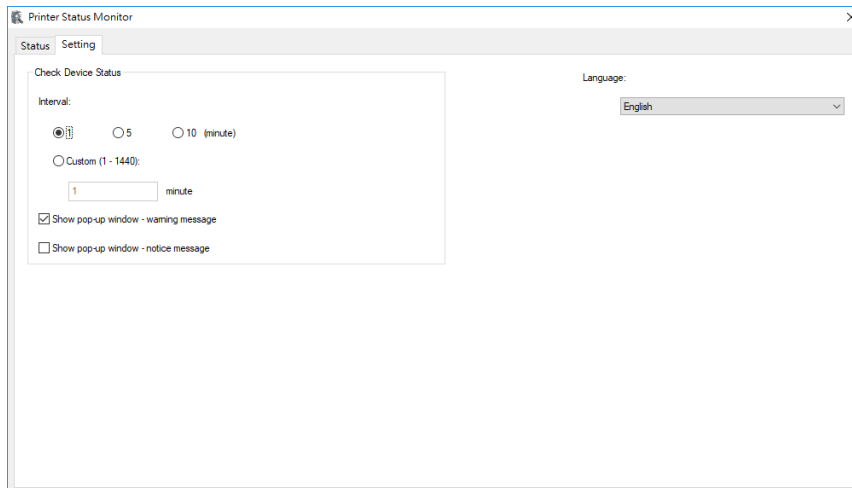 Printer Status Monitor
Status Setting
Check Device Status
Interval:
1 5 10 (minute)
Custom (1 - 1440):
1 minute
Show pop-up window - warning message
Show pop-up window - notice message
Language:
English